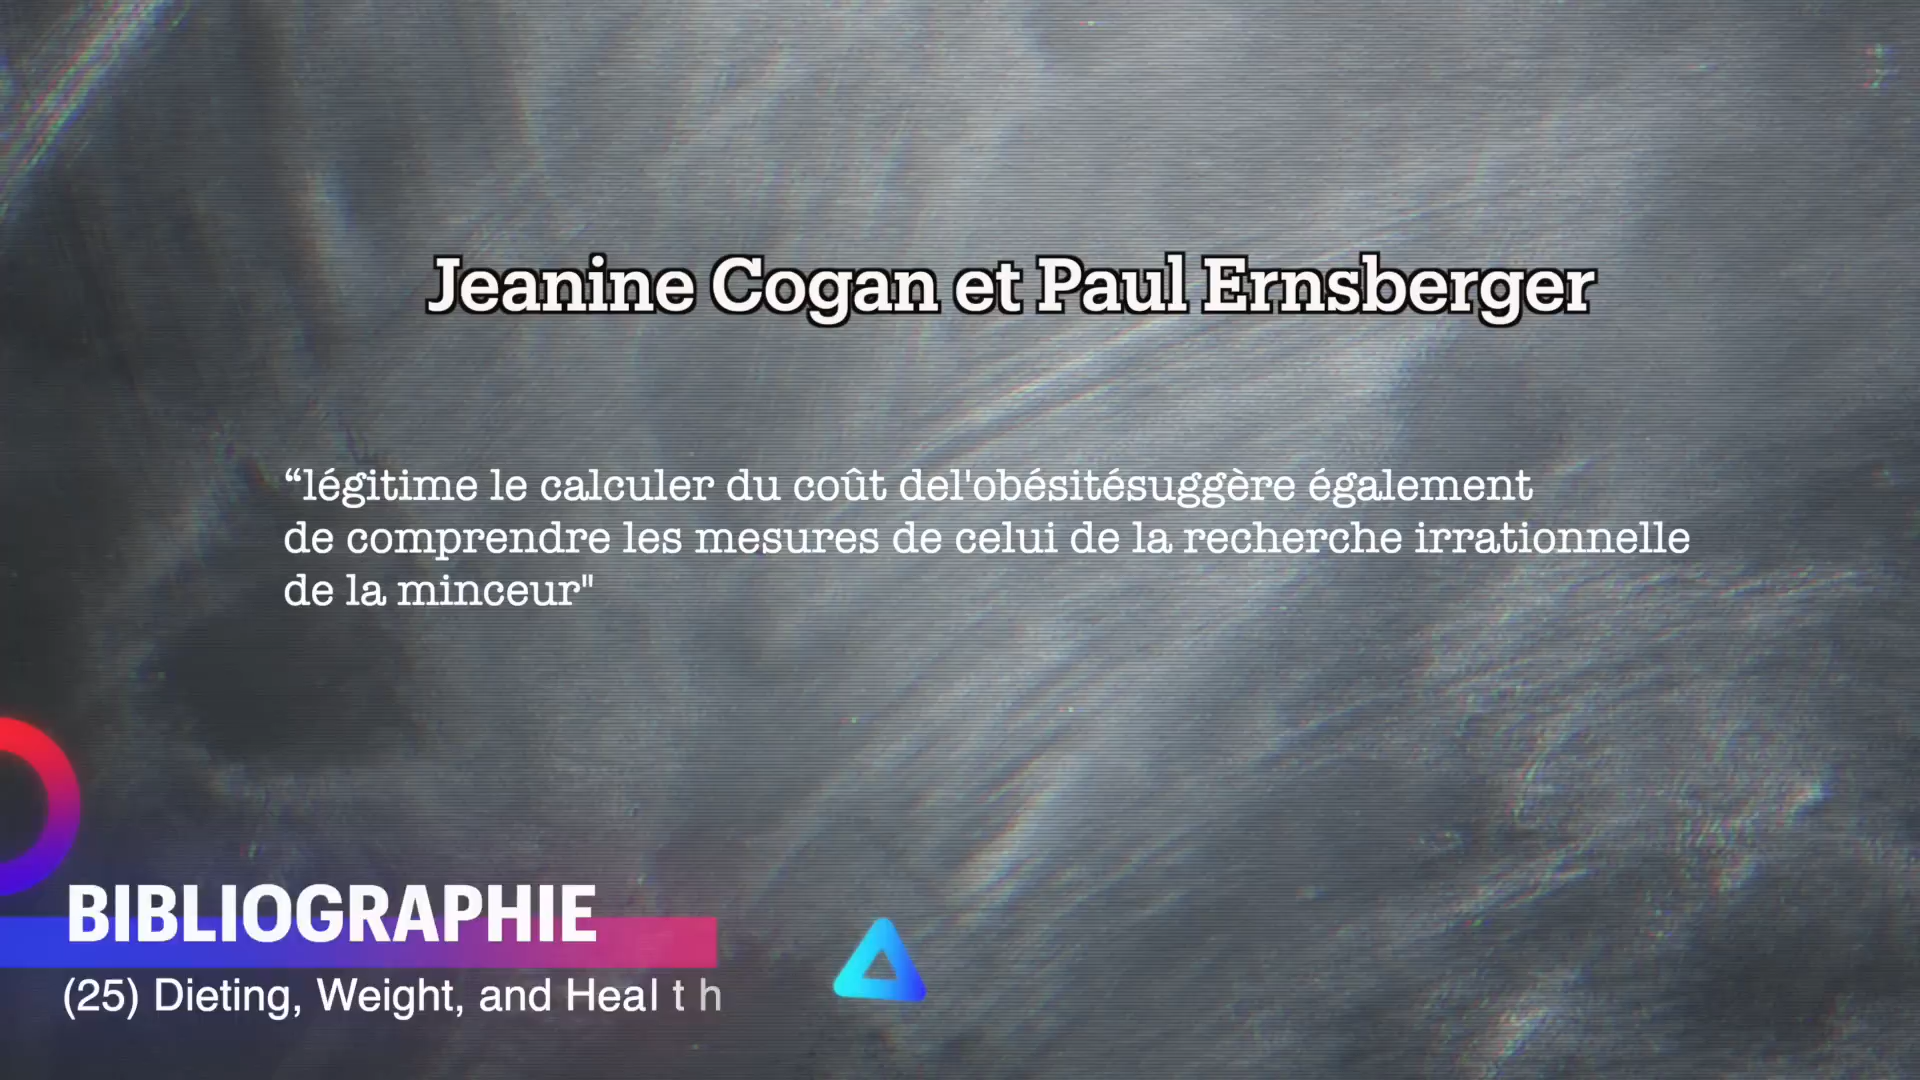 Jeanine Cogan et Paul Ernsberger
“légitime le calculer du coût del'obésitésuggère également
de comprendre les mesures de celui de la recherche irrationnelle
de la minceur"
BIBLIOGRAPHIE
(25) Dieting, Weight, and Health